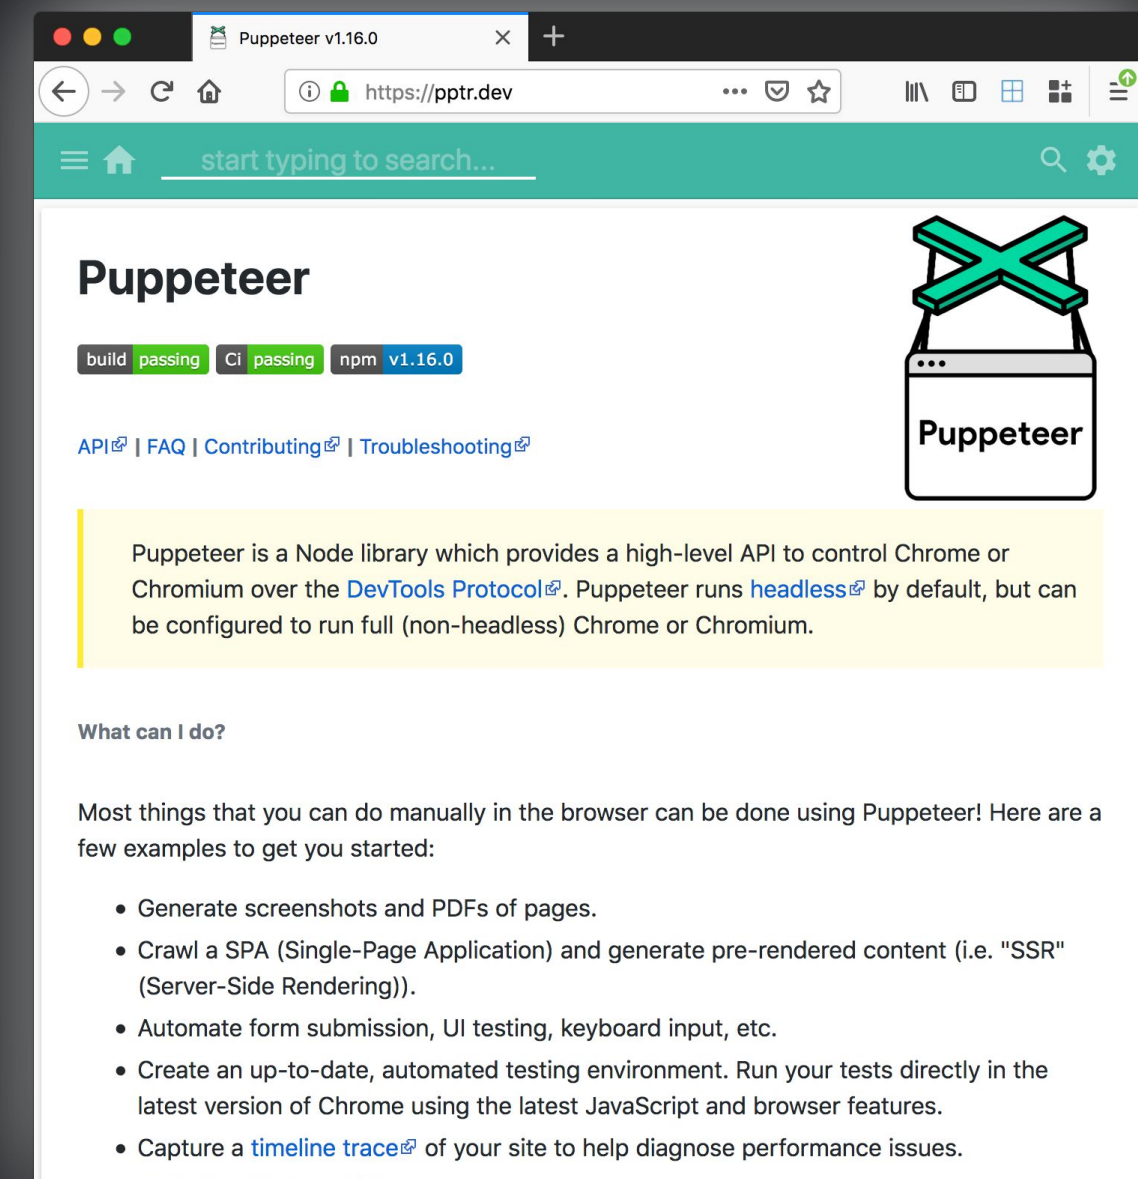 Puppeteer v1.16.0
https://pptr.dev
start typing to search...
Puppeteer
build passing Ci passing npm v1.16.0
Puppeteer
API | FAQ | Contributing | Troubleshooting
Puppeteer is a Node library which provides a high-level API to control Chrome or
Chromium over the DevTools Protocol. Puppeteer runs headless by default, but can
be configured to run full (non-headless) Chrome or Chromium.
What can I do?
Most things that you can do manually in the browser can be done using Puppeteer! Here are a
few examples to get you started:
• Generate screenshots and PDFs of pages.
• Crawl a SPA (Single-Page Application) and generate pre-rendered content (i.e. "SSR"
(Server-Side Rendering)).
• Automate form submission, UI testing, keyboard input, etc.
• Create an up-to-date, automated testing environment. Run your tests directly in the
latest version of Chrome using the latest JavaScript and browser features.
• Capture a timeline trace of your site to help diagnose performance issues.